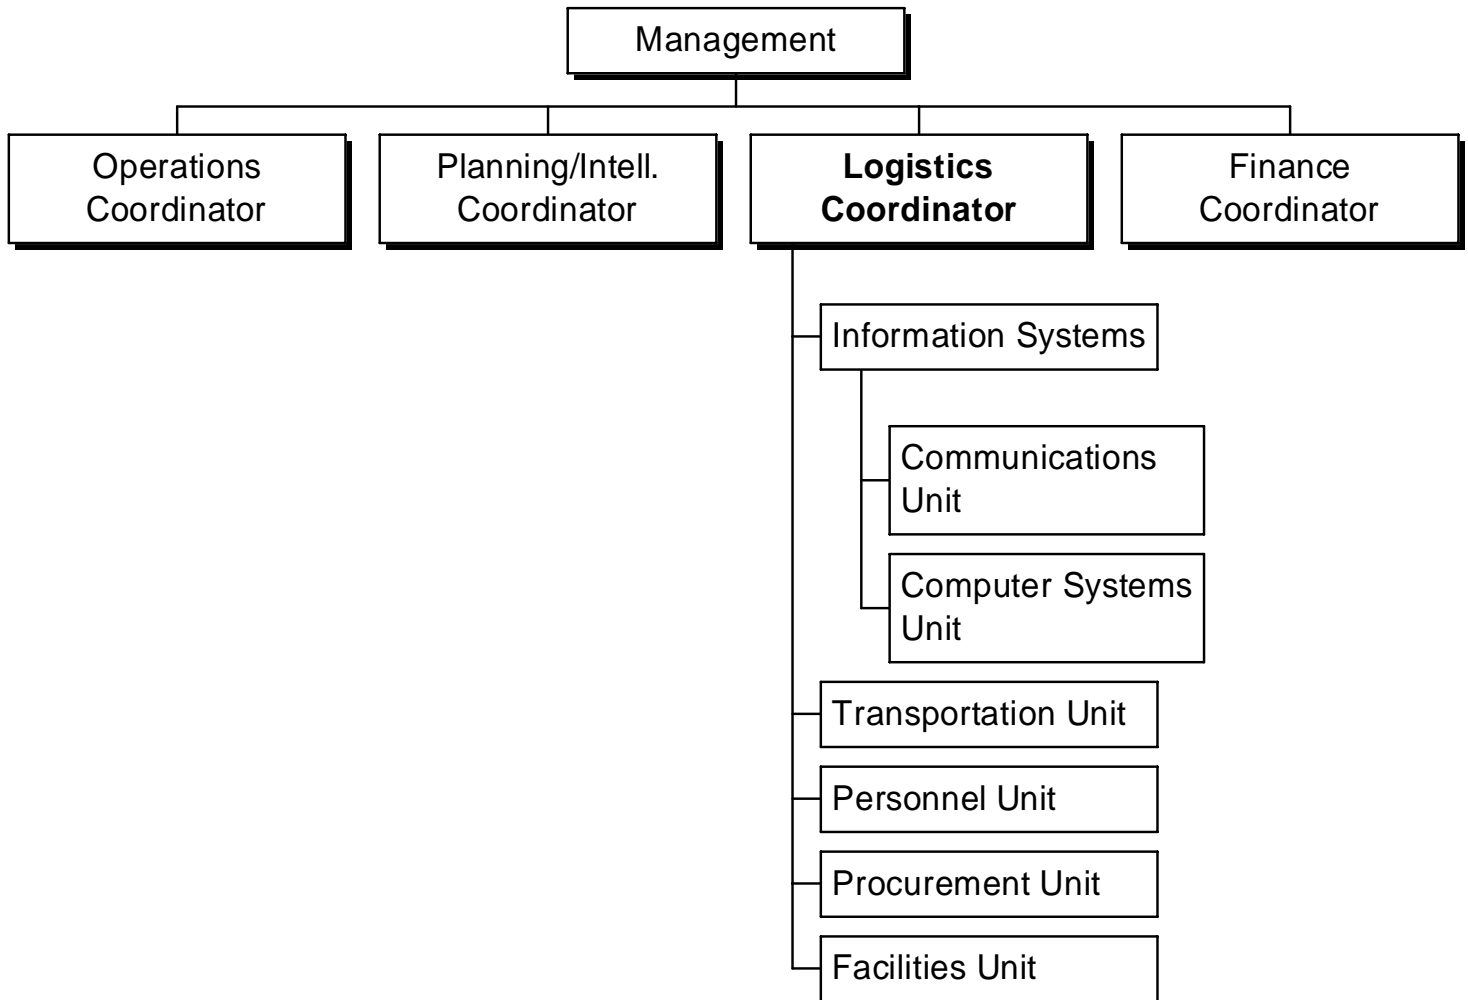 Management
Operations
Coordinator
Planning/Intell.
Coordinator
Logistics
Coordinator
Finance
Coordinator
Information Systems
Communications
Unit
Computer Systems
Unit
Transportation Unit
Personnel Unit
Procurement Unit
Facilities Unit